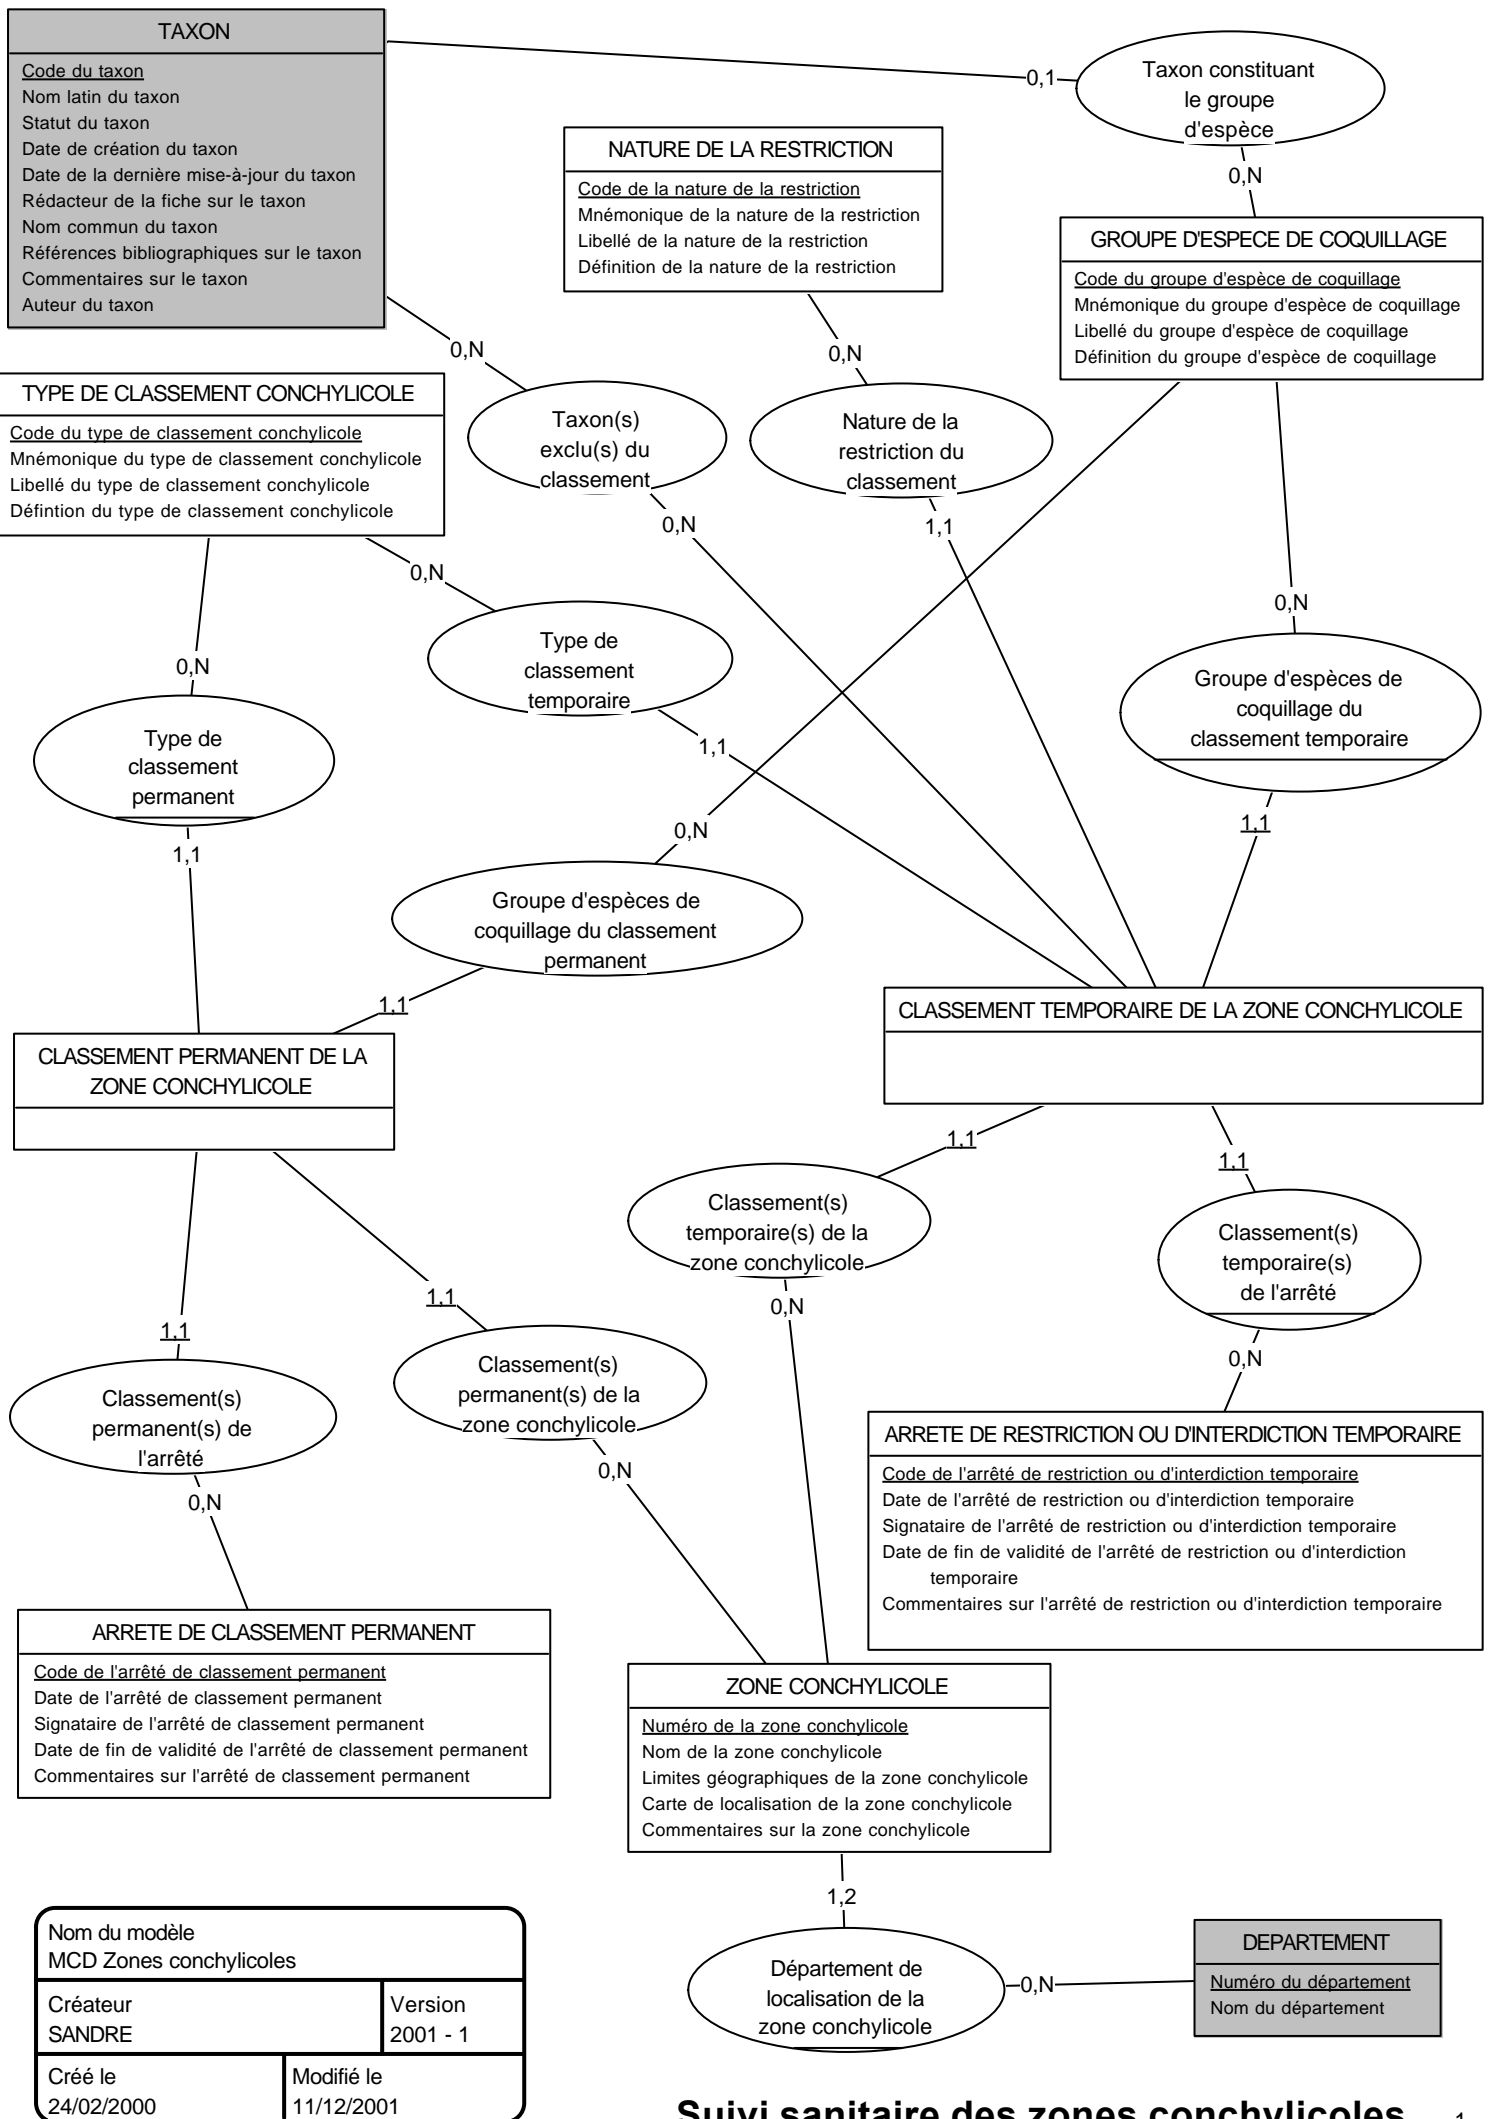 TAXON
Code du taxon
Nom latin du taxon
Statut du taxon
Date de création du taxon
Date de la dernière mise-à-jour du taxon
Rédacteur de la fiche sur le taxon
Nom commun du taxon
Références bibliographiques sur le taxon
Commentaires sur le taxon
Auteur du taxon
0,1
Taxon constituant
le groupe
d'espèce
0,N
NATURE DE LA RESTRICTION
Code de la nature de la restriction
Mnémonique de la nature de la restriction
Libellé de la nature de la restriction
Définition de la nature de la restriction
GROUPE D'ESPECE DE COQUILLAGE
Code du groupe d'espèce de coquillage
Mnémonique du groupe d'espèce de coquillage
Libellé du groupe d'espèce de coquillage
Définition du groupe d'espèce de coquillage
0,N
0,N
TYPE DE CLASSEMENT CONCHYLICOLE
Code du type de classement conchylicole
Mnémonique du type de classement conchylicole
Libellé du type de classement conchylicole
Défintion du type de classement conchylicole
Taxon(s)
exclu(s) du
classement
0,N
Nature de la
restriction du
classement
1,1
0,N
0,N
Type de
classement
temporaire
1,1
0,N
Type de
classement
permanent
1,1
0,N
Groupe d'espèces de
coquillage du
classement temporaire
1,1
Groupe d'espèces de
coquillage du classement
permanent
1,1
CLASSEMENT TEMPORAIRE DE LA ZONE CONCHYLICOLE
CLASSEMENT PERMANENT DE LA
ZONE CONCHYLICOLE
1,1
1,1
Classement(s)
temporaire(s) de la
zone conchylicole
0,N
Classement(s)
temporaire(s)
de l'arrêté
0,N
1,1
1,1
Classement(s)
permanent(s) de
l'arrêté
0,N
Classement(s)
permanent(s) de la
zone conchylicole
0,N
ARRETE DE RESTRICTION OU D'INTERDICTION TEMPORAIRE
Code de l'arrêté de restriction ou d'interdiction temporaire
Date de l'arrêté de restriction ou d'interdiction temporaire
Signataire de l'arrêté de restriction ou d'interdiction temporaire
Date de fin de validité de l'arrêté de restriction ou d'interdiction
temporaire
Commentaires sur l'arrêté de restriction ou d'interdiction temporaire
ARRETE DE CLASSEMENT PERMANENT
Code de l'arrêté de classement permanent
Date de l'arrêté de classement permanent
Signataire de l'arrêté de classement permanent
Date de fin de validité de l'arrêté de classement permanent
Commentaires sur l'arrêté de classement permanent
ZONE CONCHYLICOLE
Numéro de la zone conchylicole
Nom de la zone conchylicole
Limites géographiques de la zone conchylicole
Carte de localisation de la zone conchylicole
Commentaires sur la zone conchylicole
1,2
Département de
localisation de la
zone conchylicole
0,N
DEPARTEMENT
Numéro du département
Nom du département
Nom du modèle
MCD Zones conchylicoles
Créateur
SANDRE
Version
2001 - 1
Créé le
24/02/2000
Modifié le
11/12/2001
Suivi sanitaire des zones conchylicoles
1